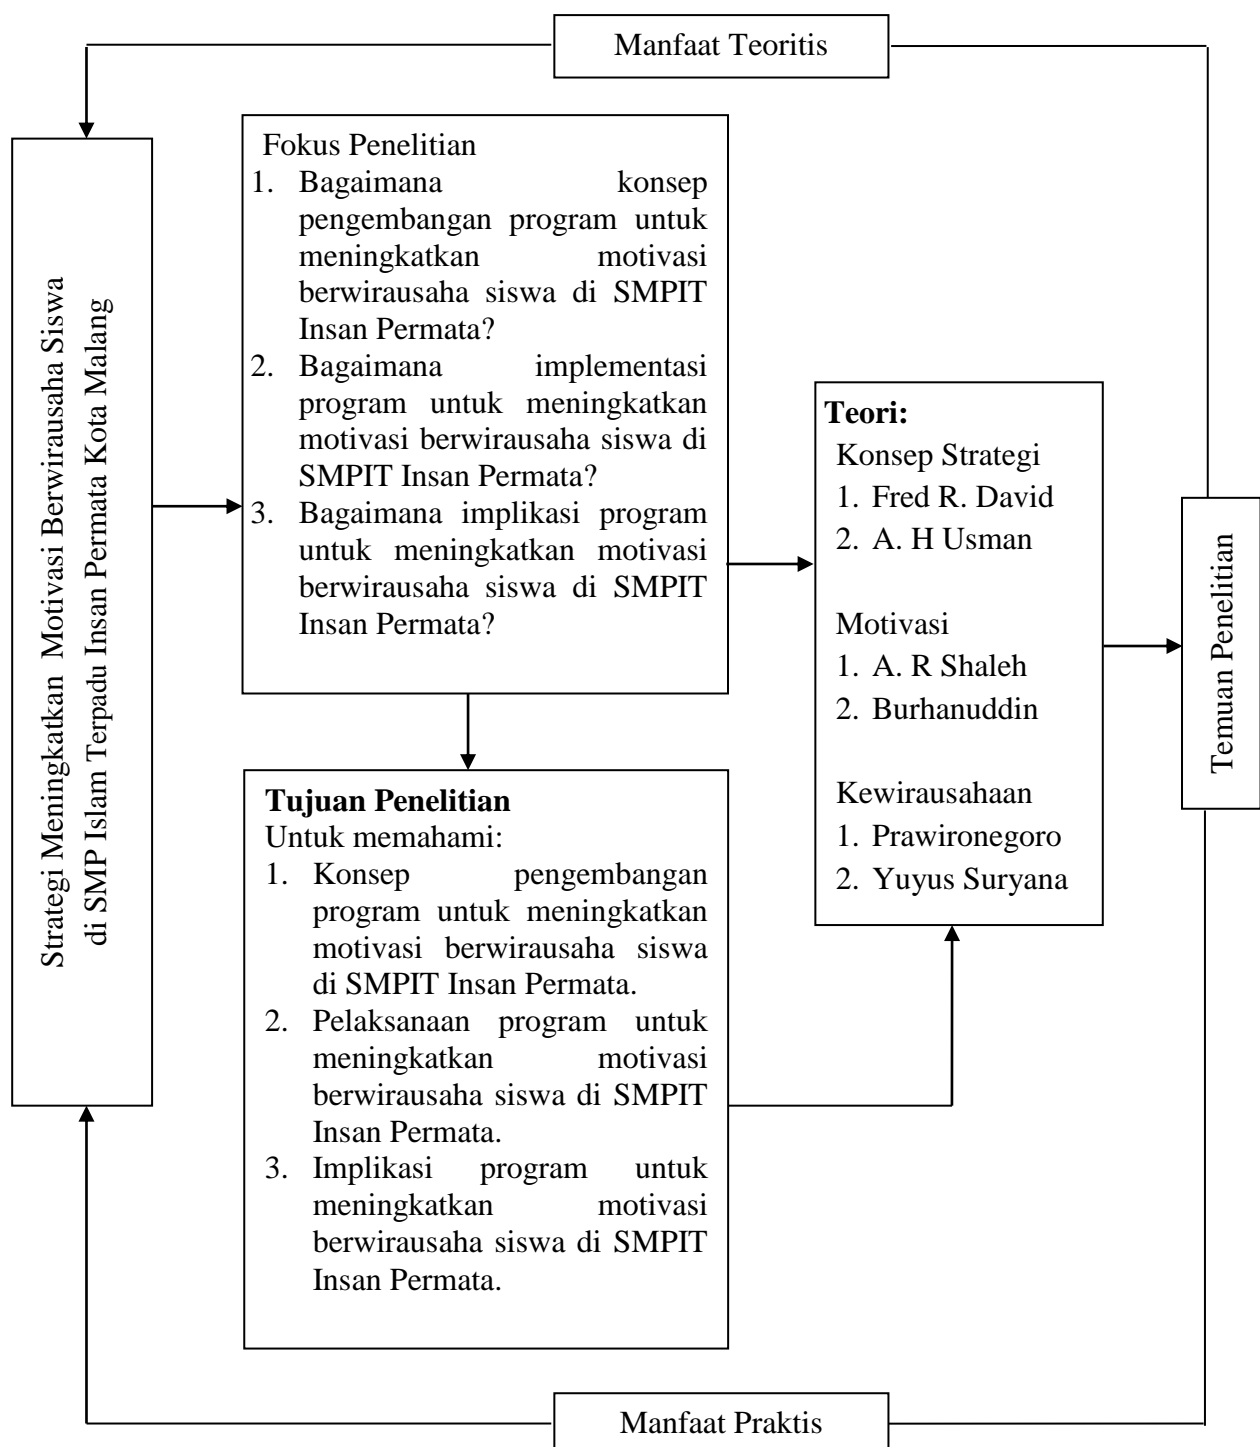 Manfaat Teoritis
Strategi Meningkatkan Motivasi Berwirausaha Siswa
di SMP Islam Terpadu Insan Permata Kota Malang
Fokus Penelitian
1. Bagaimana konsep
pengembangan program untuk
meningkatkan motivasi
berwirausaha siswa di SMPIT
Insan Permata?
2. Bagaimana implementasi
program untuk meningkatkan
motivasi berwirausaha siswa di
SMPIT Insan Permata?
3. Bagaimana implikasi program
untuk meningkatkan motivasi
berwirausaha siswa di SMPIT
Insan Permata?
Tujuan Penelitian
Untuk memahami:
1. Konsep pengembangan
program untuk meningkatkan
motivasi berwirausaha siswa
di SMPIT Insan Permata.
2. Pelaksanaan program untuk
meningkatkan motivasi
berwirausaha siswa di SMPIT
Insan Permata.
3. Implikasi program untuk
meningkatkan motivasi
berwirausaha siswa di SMPIT
Insan Permata.
Teori:
Konsep Strategi
1. Fred R. David
2. A. H Usman
Motivasi
1. A. R Shaleh
2. Burhanuddin
Kewirausahaan
1. Prawironegoro
2. Yuyus Suryana
Temuan Penelitian
Manfaat Praktis